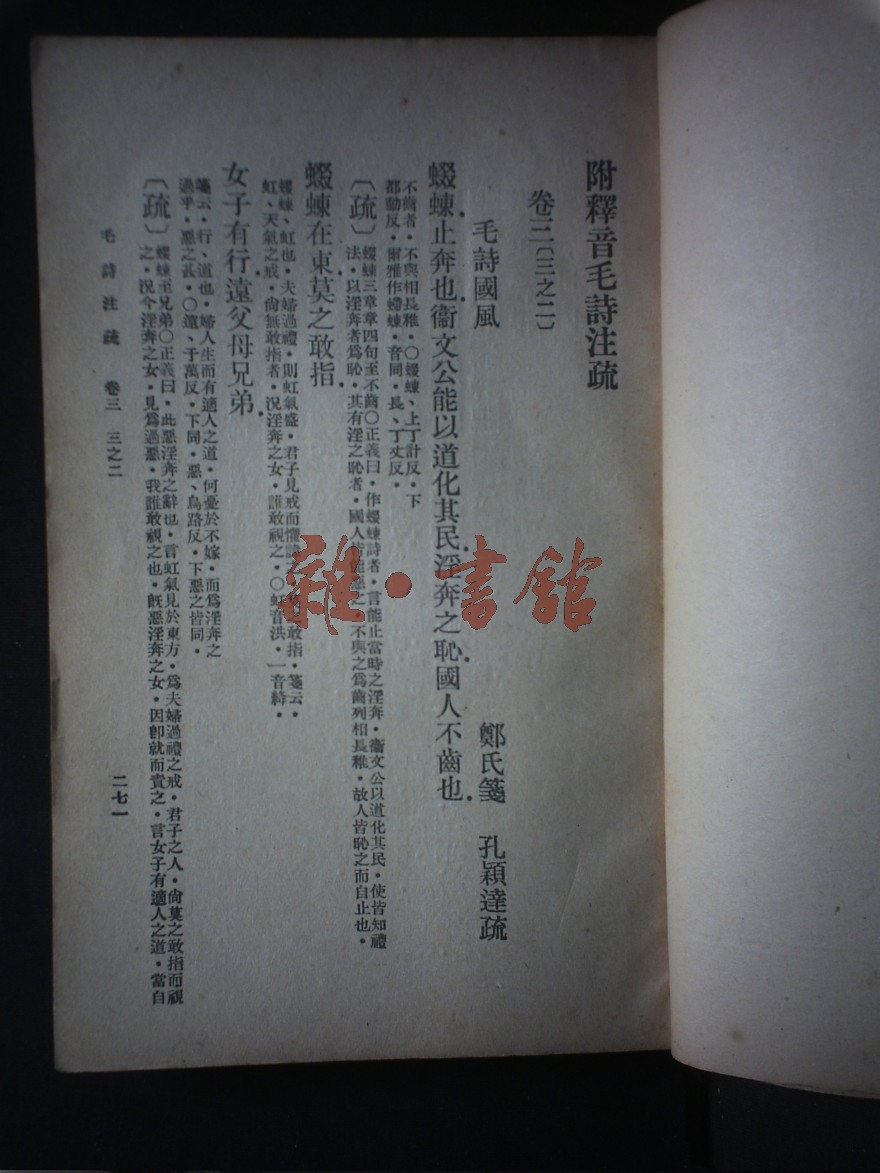 附釋音毛詩注疏
卷三〔三之二〕
毛詩國風 鄭氏箋 孔穎達疏
蝃蝀止奔也衞文公能以道化其民淫奔之恥國人不齒也・
不齒者・不與相長稚・〇蝃蝀、上丁計反・下
都動反・爾雅作螮蝀・音同・長、丁丈反・
〔疏〕蝃蝀三章章四句至不齒〇正義曰・作蝃蝀詩者・言能止當時之淫奔・衞文公以道化其民・使皆知禮
法・以淫奔者爲恥・其有淫之恥者・國人皆能惡之・不與之爲齒列相長稚・故人皆恥之而自止也・
蝃蝀在東莫之敢指・
蝃蝀、虹也・夫婦過禮・則虹氣盛・君子見戒而懼諱之・莫之敢指・箋云・
虹、天氣之戒・尙無敢指者・況淫奔之女・誰敢視之・〇虹音洪・一音絳・
女子有行遠父母兄弟・
箋云・行、道也・婦人生而有適人之道・何憂於不嫁・而爲淫奔之
過乎・惡之甚・〇遠、于萬反・下同・惡、烏路反・下惡之皆同・
〔疏〕蝃蝀至兄弟〇正義曰・此惡淫奔之辭也・言虹氣見於東方・爲夫婦過禮之戒・君子之人・尙莫之敢指而視
之・況今淫奔之女・見爲過惡・我誰敢視之也・旣惡淫奔之女・因卽就而責之・言女子有適人之道・當自
毛詩注疏 卷三 三之二 二七一
雜・書館